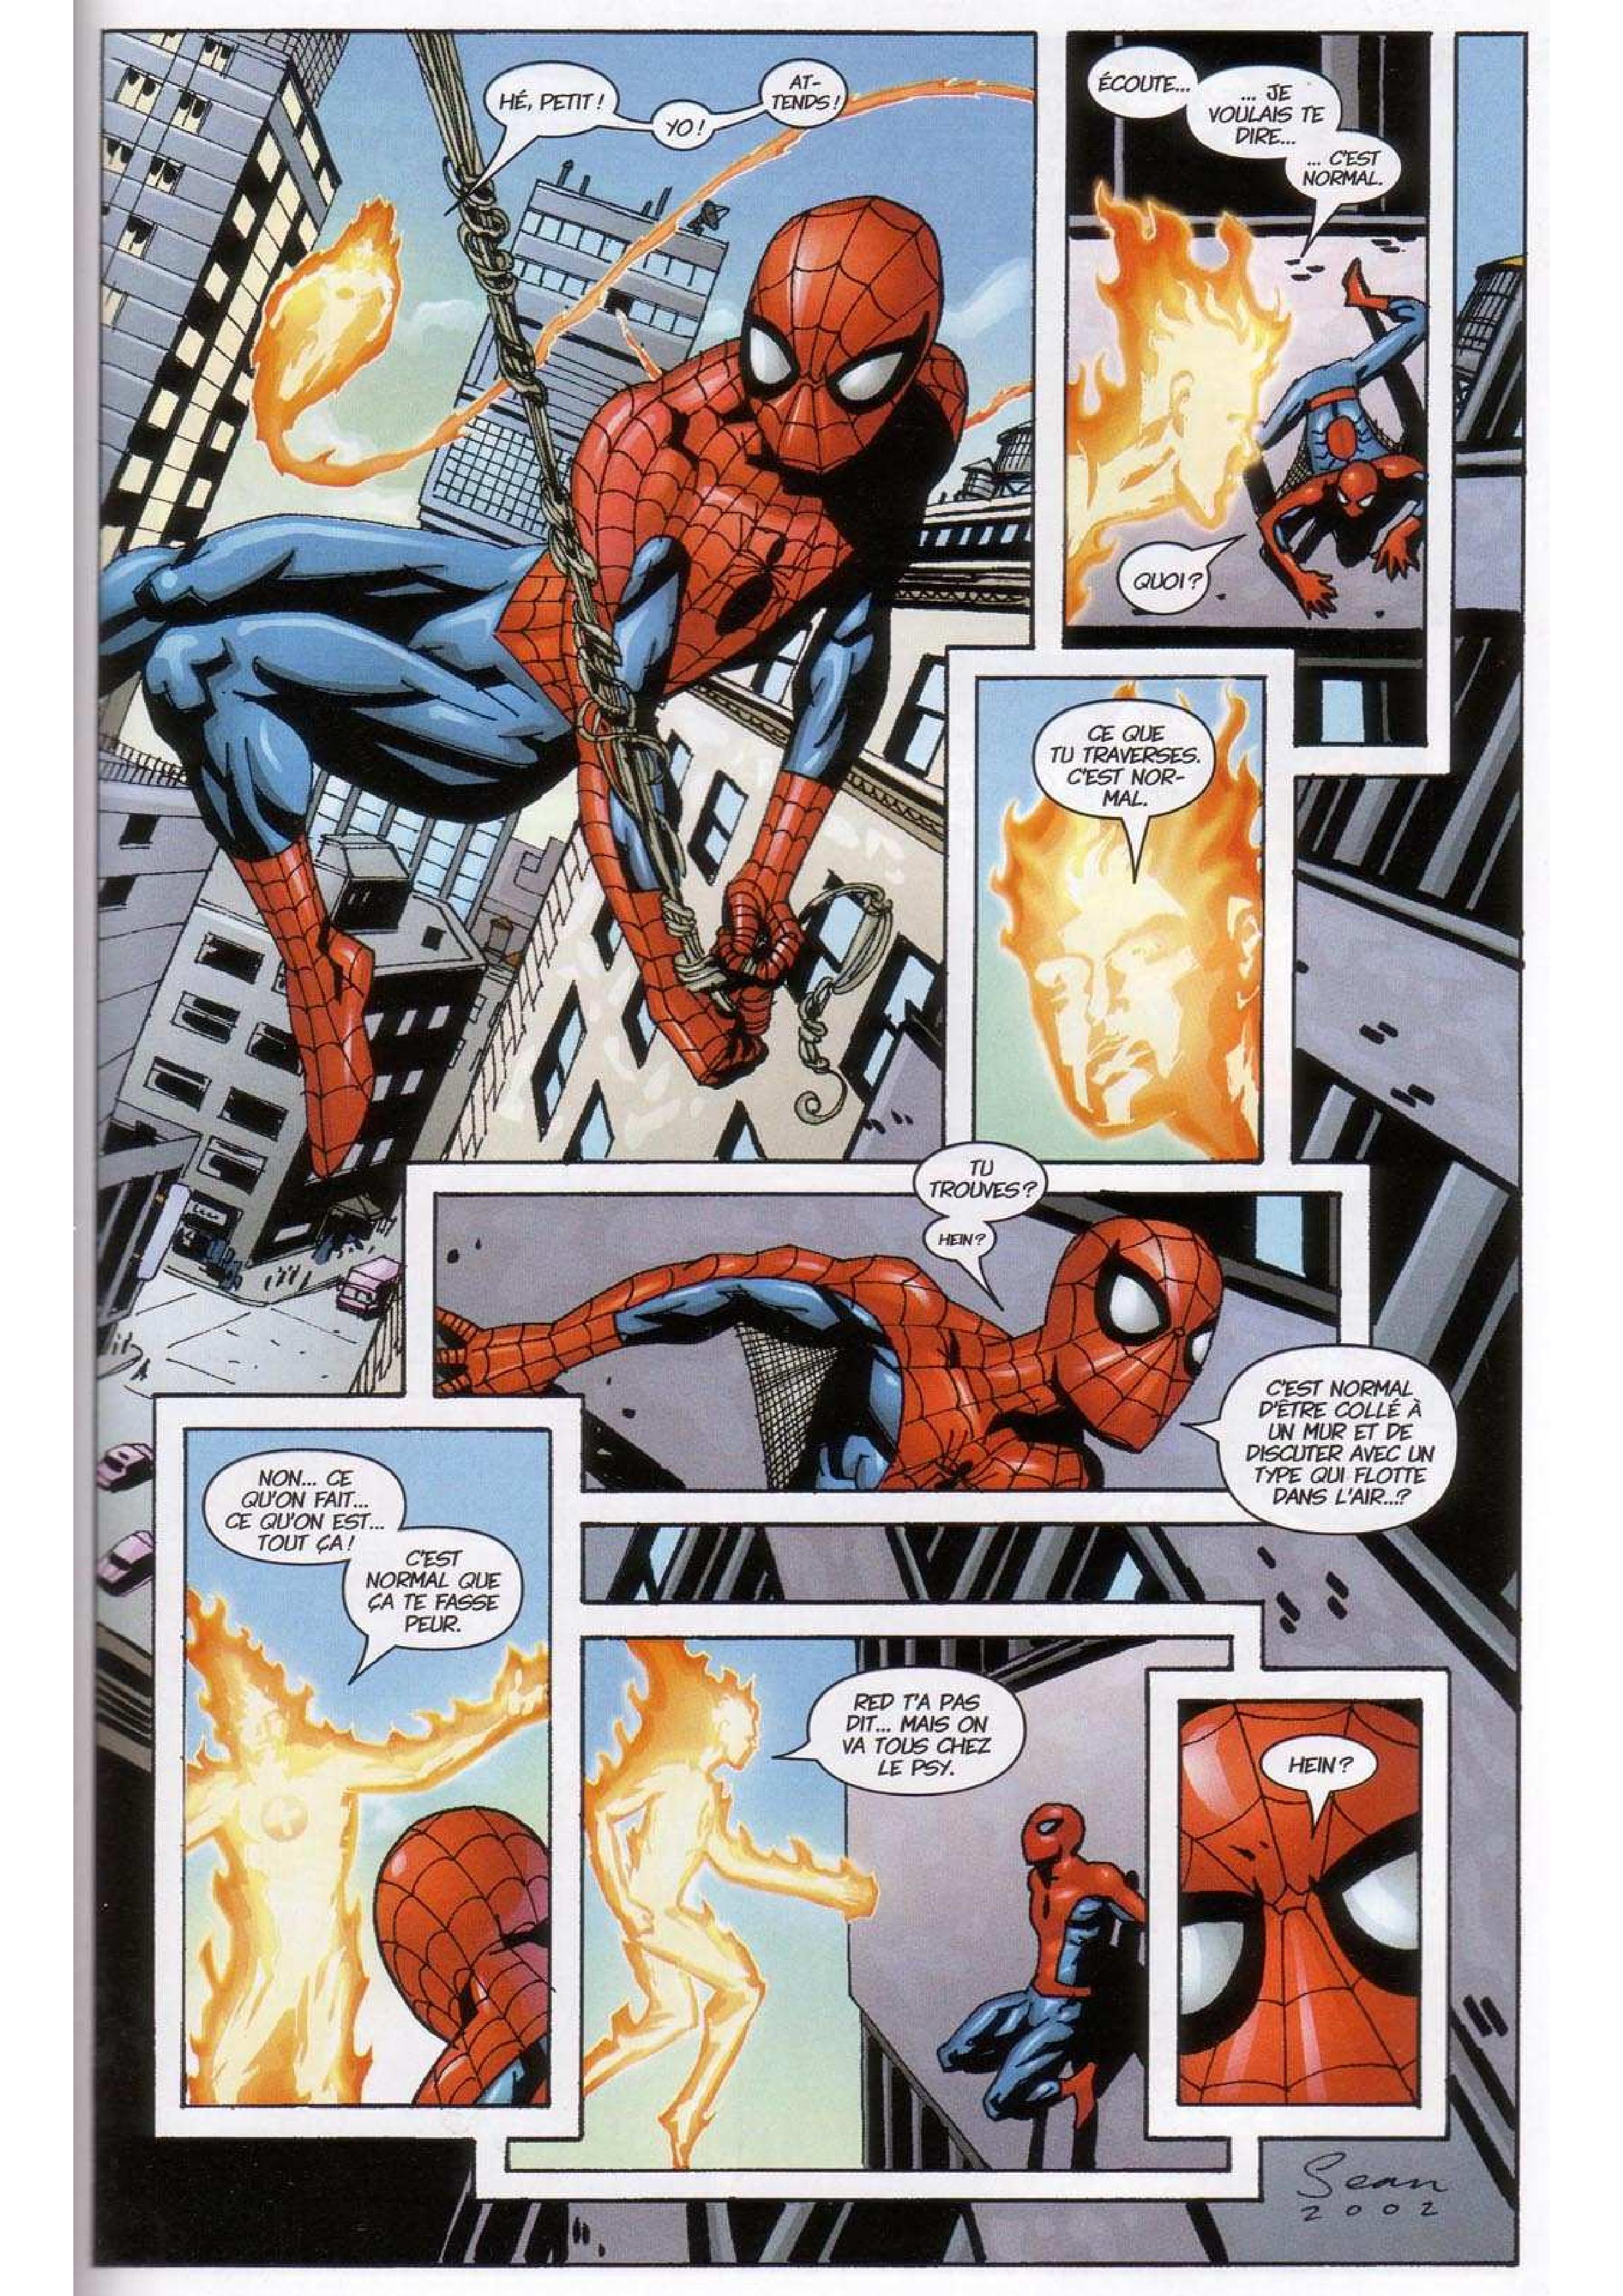 HÉ, PETIT !
YO !
AT-
TENDS !
ÉCOUTE...
... JE
VOULAIS TE
DIRE...
... C'EST
NORMAL.
QUOI ?
CE QUE
TU TRAVERSES.
C'EST NOR-
MAL.
TU
TROUVES ?
HEIN ?
C'EST NORMAL
D'ÊTRE COLLÉ À
UN MUR ET DE
DISCUTER AVEC UN
TYPE QUI FLOTTE
DANS L'AIR...?
NON... CE
QU'ON FAIT...
CE QU'ON EST...
TOUT ÇA !
C'EST
NORMAL QUE
ÇA TE FASSE
PEUR.
RED T'A PAS
DIT... MAIS ON
VA TOUS CHEZ
LE PSY.
HEIN ?
Sean
2002